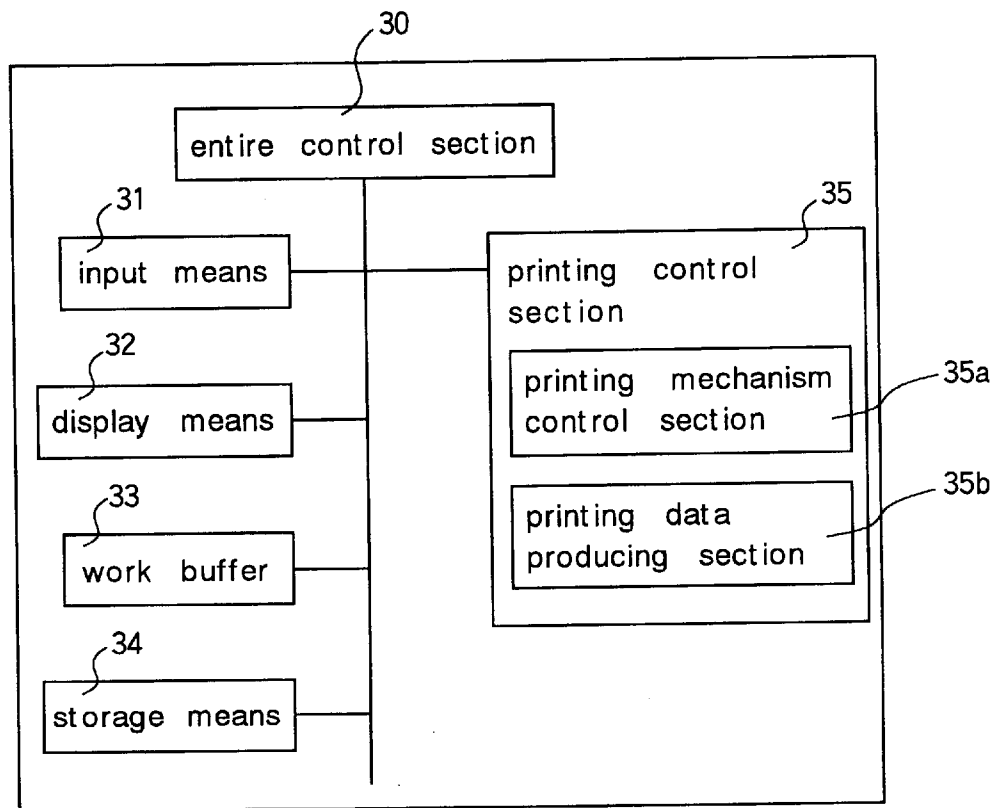 30
entire control section
31
input means
32
display means
33
work buffer
34
storage means
35
printing control
section
printing mechanism
control section
35a
printing data
producing section
35b